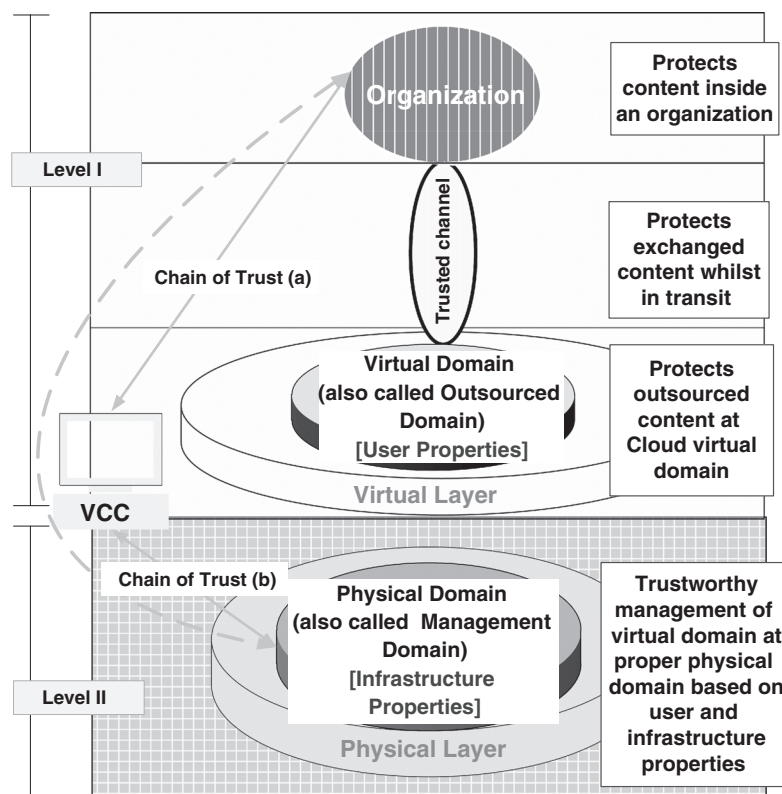 Organization
Protects
content inside
an organization
Level I
Trusted channel
Protects
exchanged
content whilst
in transit
Chain of Trust (a)
Virtual Domain
(also called Outsourced
Domain)
[User Properties]
Virtual Layer
Protects
outsourced
content at
Cloud virtual
domain
VCC
Chain of Trust (b)
Physical Domain
(also called Management
Domain)
[Infrastructure
Properties]
Physical Layer
Trustworthy
management of
virtual domain at
proper physical
domain based on
user and
infrastructure
properties
Level II